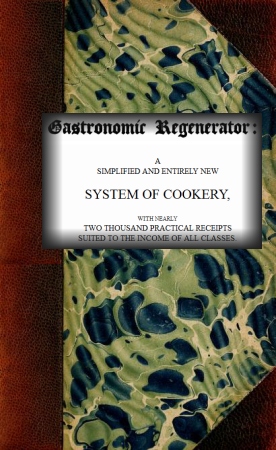 Gastronomic Regenerator:
A
SIMPLIFIED AND ENTIRELY NEW
SYSTEM OF COOKERY,
WITH NEARLY
TWO THOUSAND PRACTICAL RECEIPTS
SUITED TO THE INCOME OF ALL CLASSES.